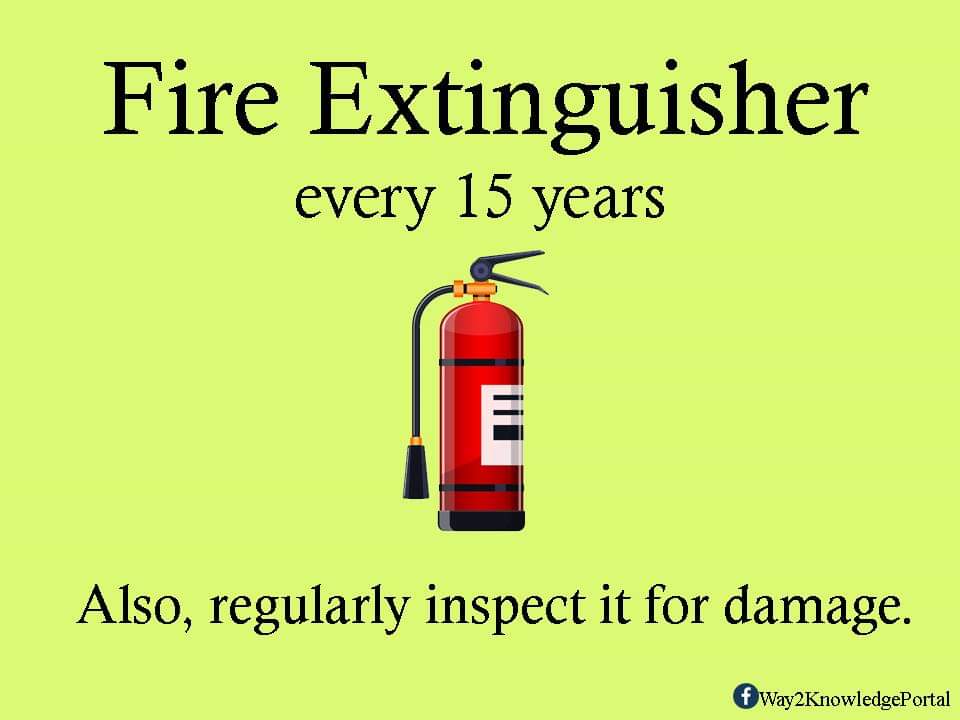 Fire Extinguisher
every 15 years
Also, regularly inspect it for damage.
Way2KnowledgePortal